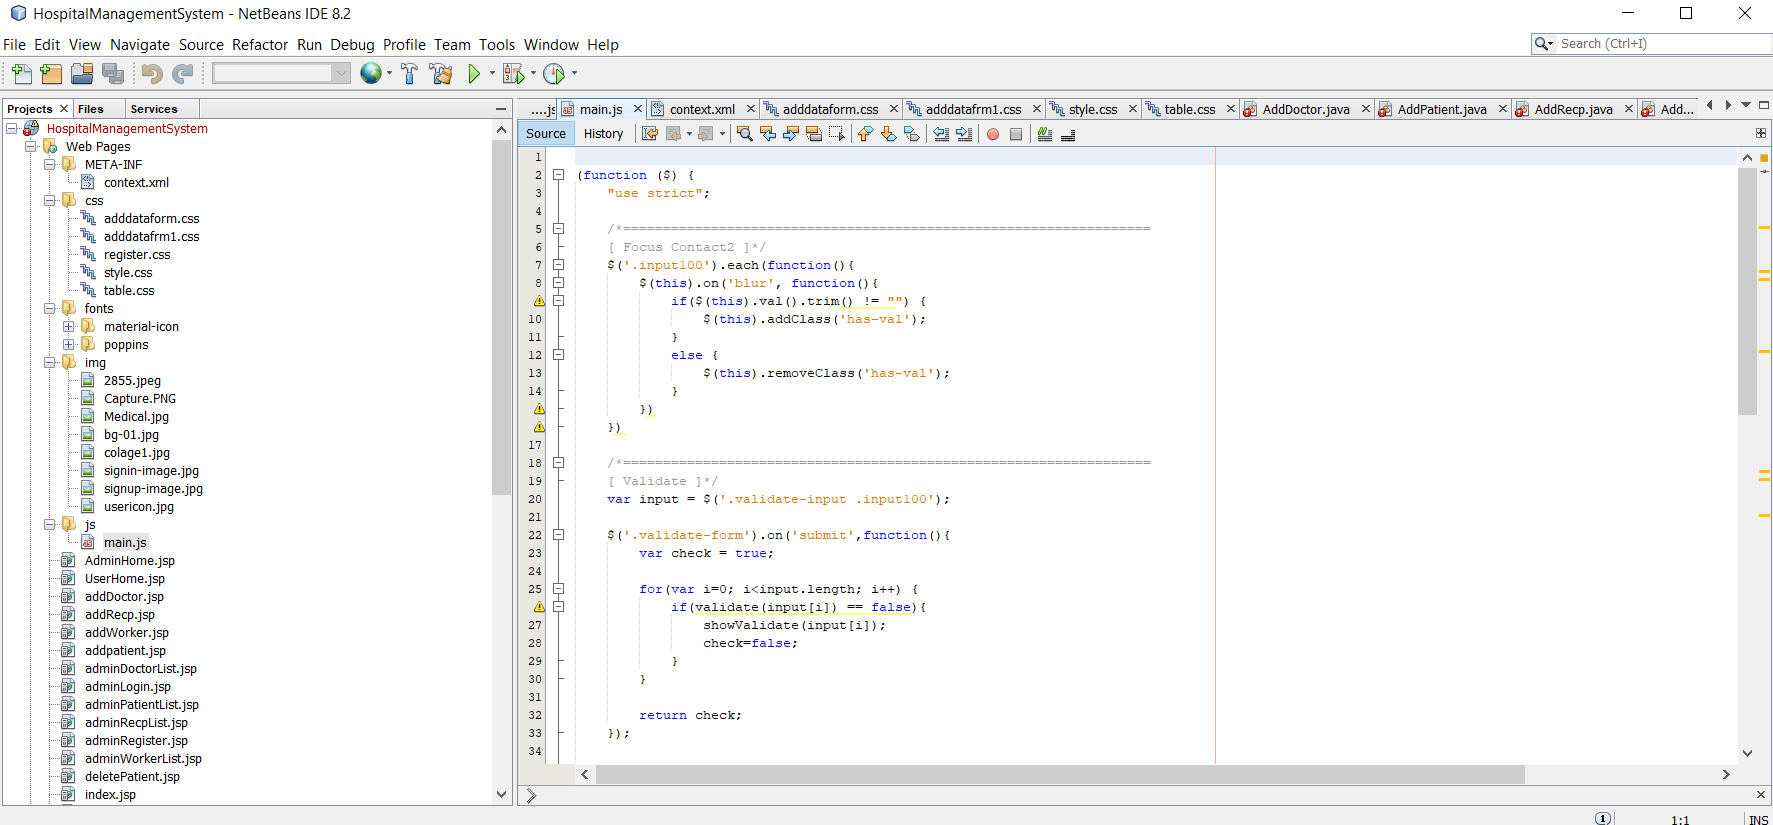 HospitalManagementSystem - NetBeans IDE 8.2
File Edit View Navigate Source Refactor Run Debug Profile Team Tools Window Help
Search (Ctrl+I)
Projects Files Services
HospitalManagementSystem
Web Pages
META-INF
context.xml
css
adddataform.css
adddatafrm1.css
register.css
style.css
table.css
fonts
material-icon
poppins
img
2855.jpeg
Capture.PNG
Medical.jpg
bg-01.jpg
colage1.jpg
signin-image.jpg
signup-image.jpg
usericon.jpg
js
main.js
AdminHome.jsp
UserHome.jsp
addDoctor.jsp
addRecp.jsp
addWorker.jsp
addpatient.jsp
adminDoctorList.jsp
adminLogin.jsp
adminPatientList.jsp
adminRecpList.jsp
adminRegister.jsp
adminWorkerList.jsp
deletePatient.jsp
index.jsp
....js main.js context.xml adddataform.css adddatafrm1.css style.css table.css AddDoctor.java AddPatient.java AddRecp.java Add...
Source History
1
2 (function ($) {
3 "use strict";
4
5 /*==================================================================
6 [ Focus Contact2 ]*/
7 $('.input100').each(function(){
8 $(this).on('blur', function(){
if($(this).val().trim() != "") {
10 $(this).addClass('has-val');
11 }
12 else {
13 $(this).removeClass('has-val');
14 }
})
})
17
18 /*==================================================================
19 [ Validate ]*/
20 var input = $('.validate-input .input100');
21
22 $('.validate-form').on('submit',function(){
23 var check = true;
24
25 for(var i=0; i<input.length; i++) {
if(validate(input[i]) == false){
27 showValidate(input[i]);
28 check=false;
29 }
30 }
31
32 return check;
33 });
34
1 1:1 INS